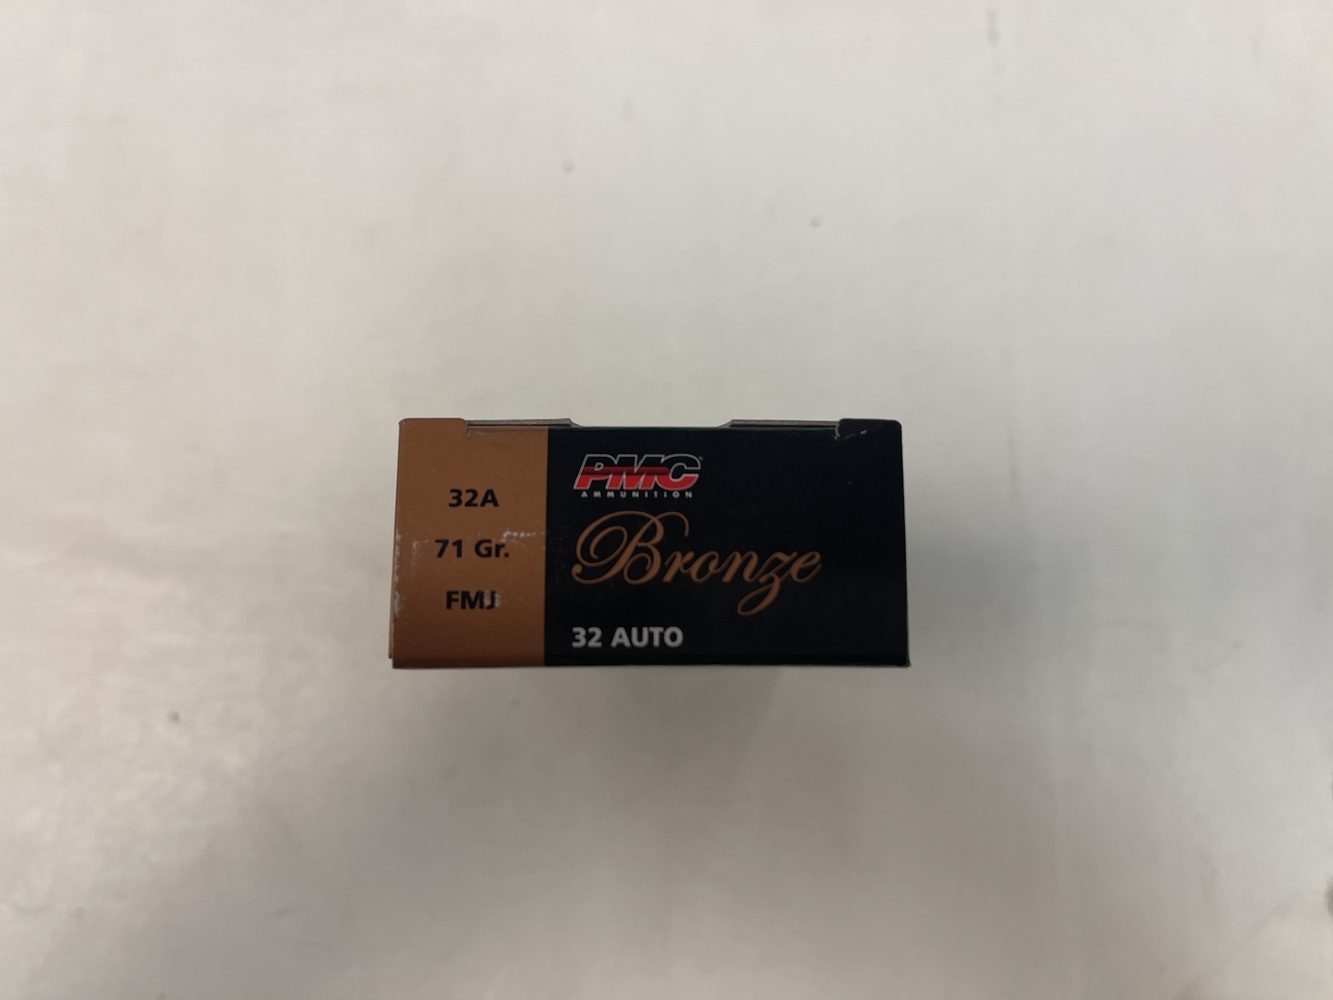 32A
71 Gr.
FMJ
PMC
AMMUNITION
Bronze
32 AUTO